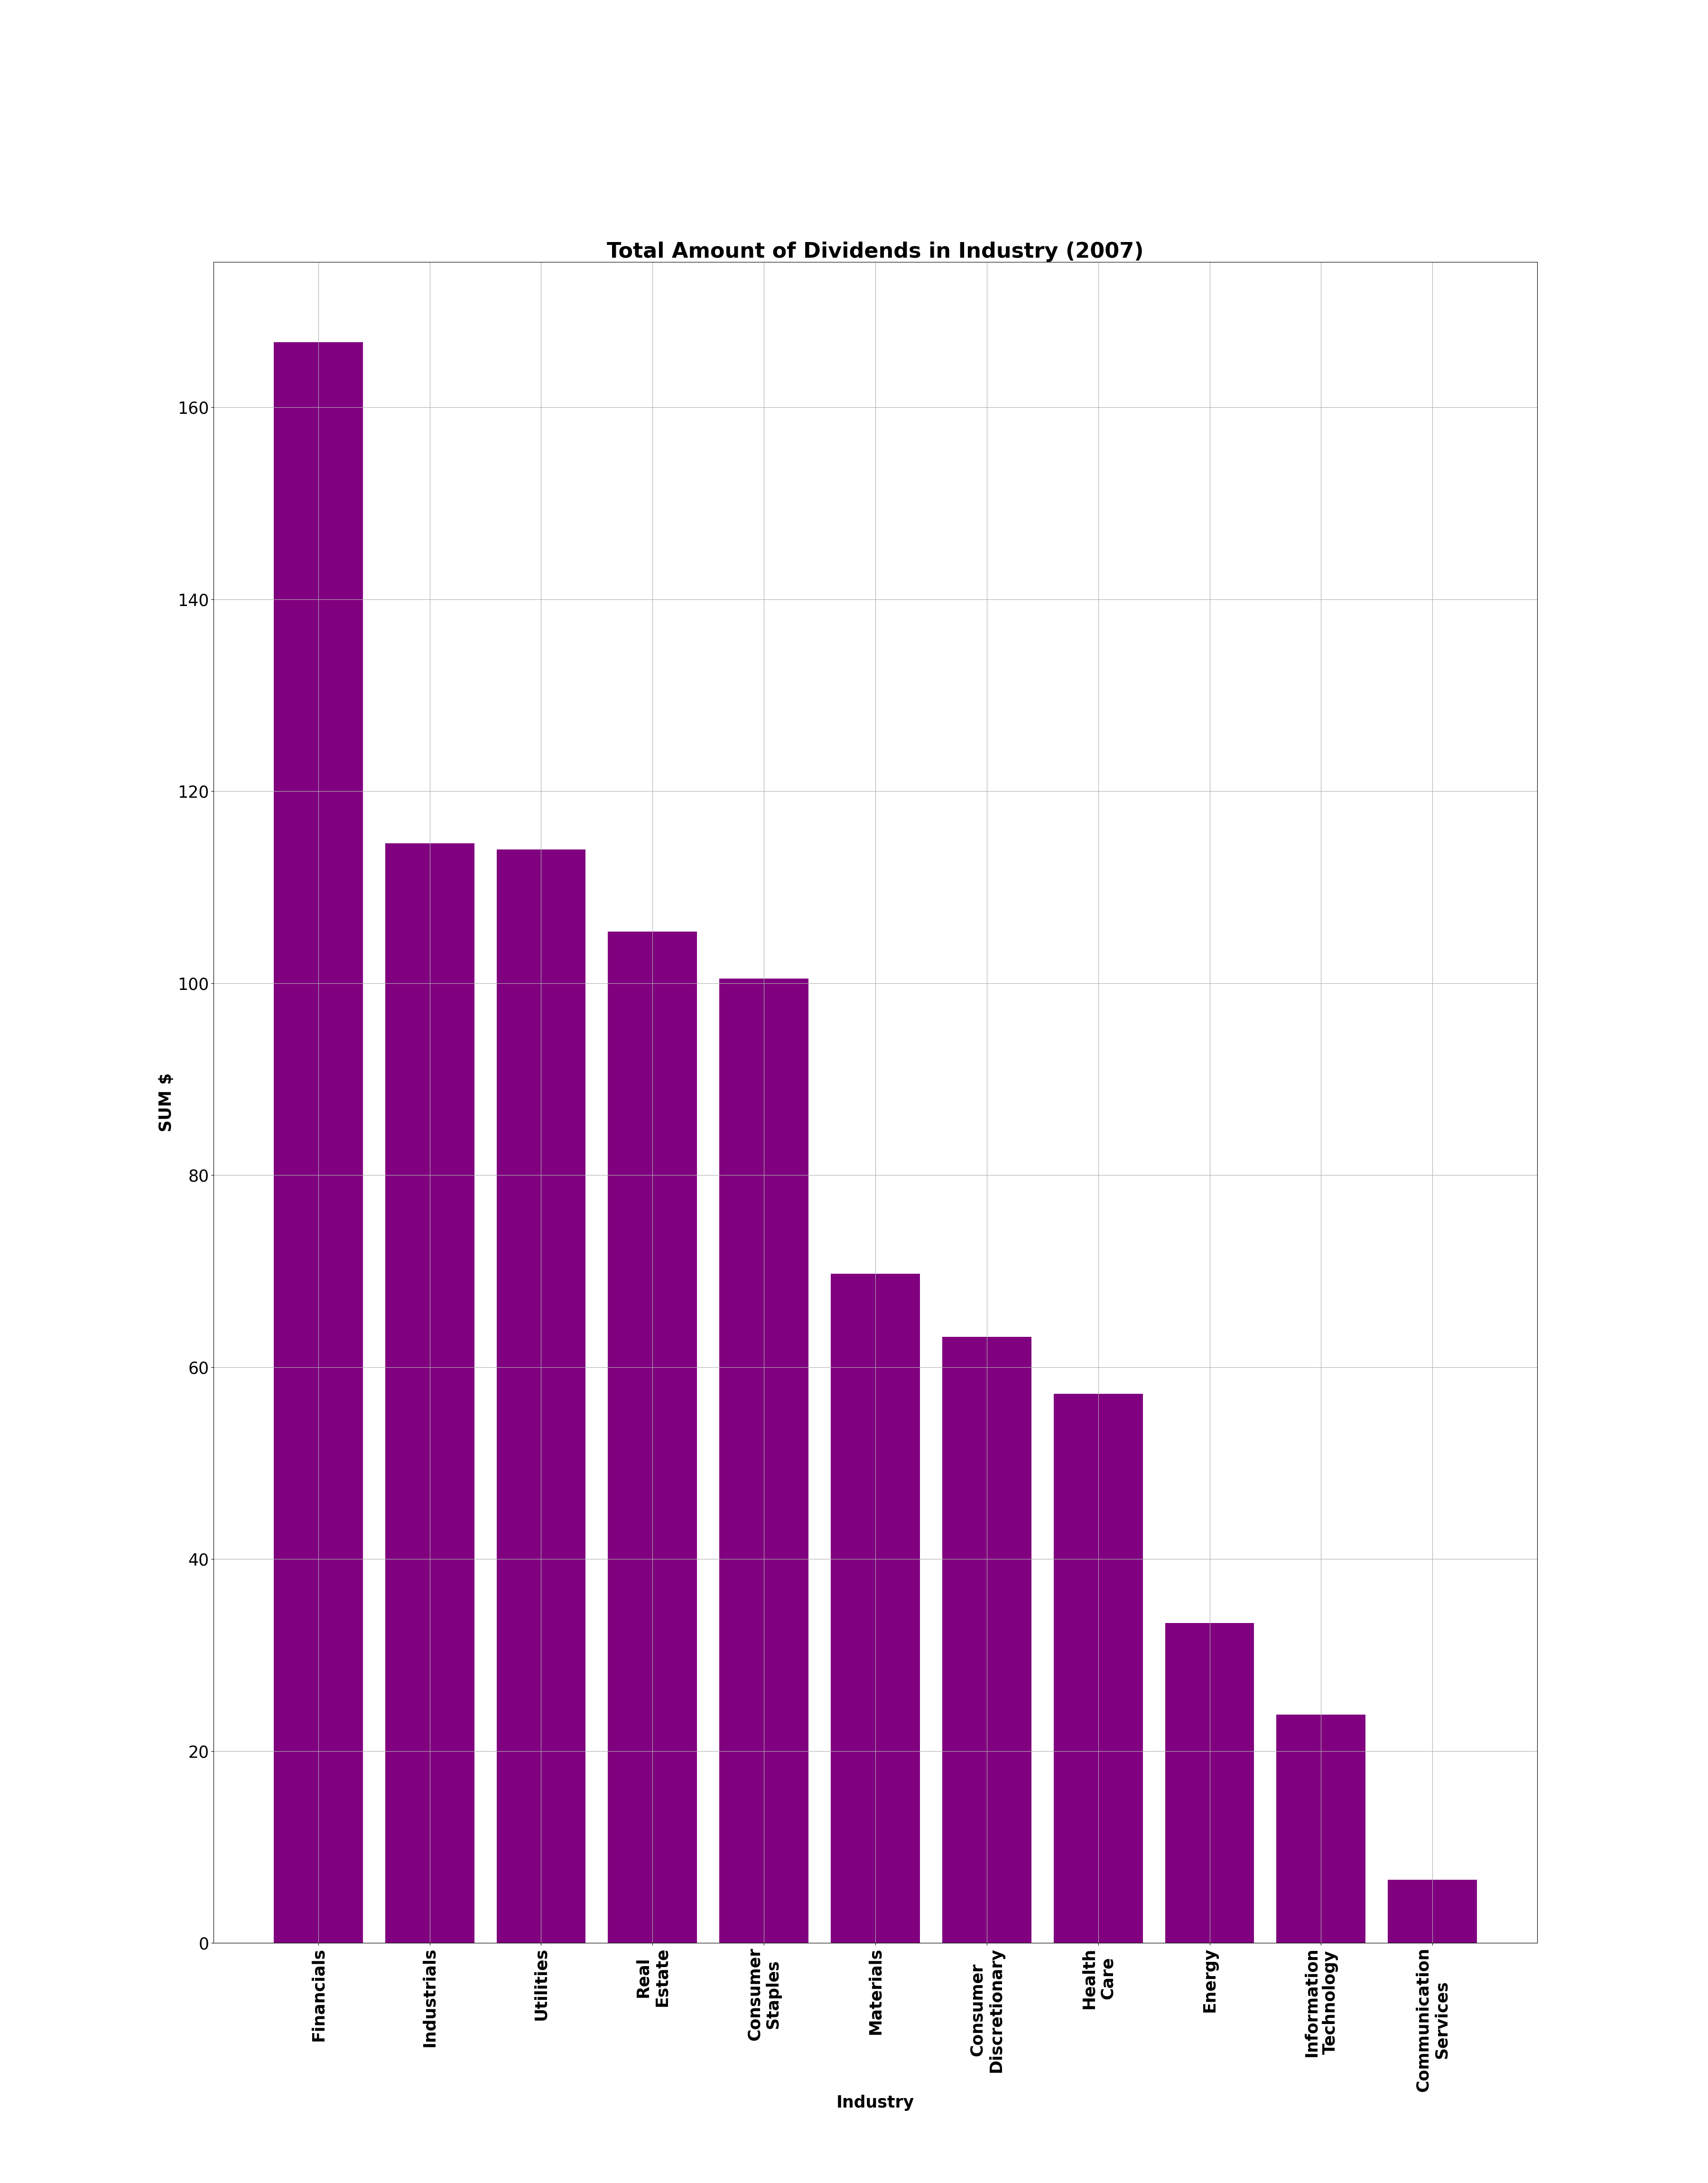 Total Amount of Dividends in Industry (2007)
160
140
120
100
80
60
40
20
0
SUM $
Financials
Industrials
Utilities
Real
Estate
Consumer
Staples
Materials
Consumer
Discretionary
Health
Care
Energy
Information
Technology
Communication
Services
Industry